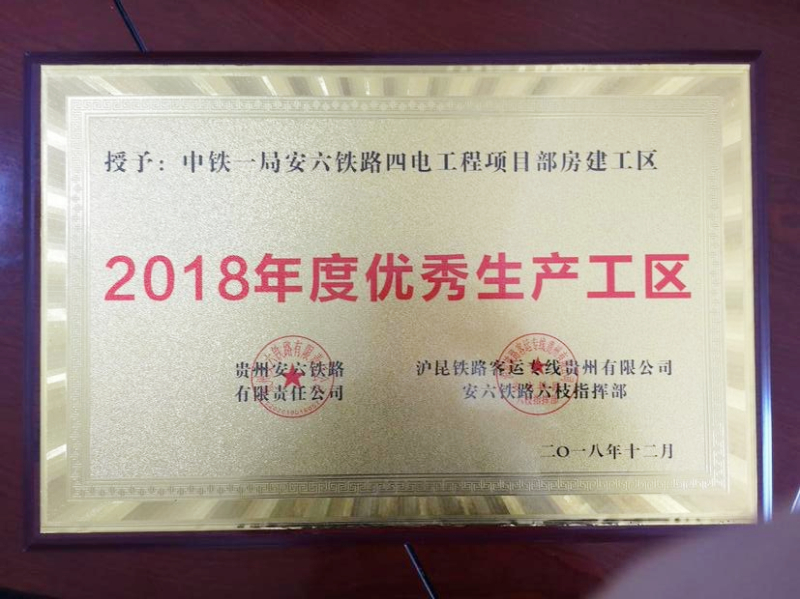 授予：中铁一局安六铁路四电工程项目部房建工区
2018年度优秀生产工区
贵州安六铁路
有限责任公司
沪昆铁路客运专线贵州有限公司
安六铁路六枝指挥部
二〇一八年十二月